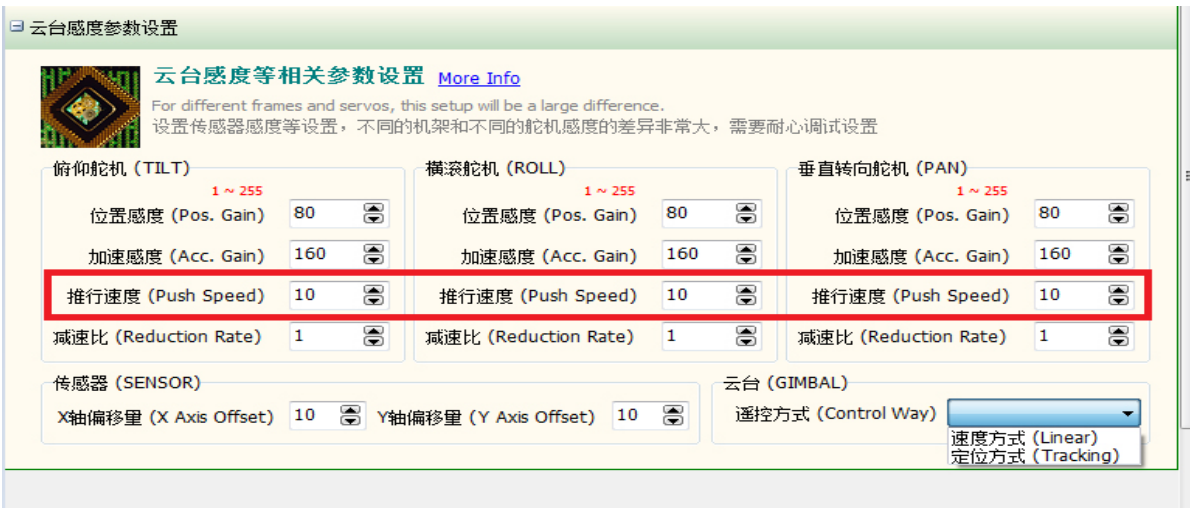 云台感度参数设置
云台感度等相关参数设置 More Info
For different frames and servos, this setup will be a large difference.
设置传感器感度等设置，不同的机架和不同的舵机感度的差异非常大，需要耐心调试设置
俯仰舵机 (TILT) 横滚舵机 (ROLL) 垂直转向舵机 (PAN)
1 ~ 255 1 ~ 255 1 ~ 255
位置感度 (Pos. Gain) 80 位置感度 (Pos. Gain) 80 位置感度 (Pos. Gain) 80
加速感度 (Acc. Gain) 160 加速感度 (Acc. Gain) 160 加速感度 (Acc. Gain) 160
推行速度 (Push Speed) 10 推行速度 (Push Speed) 10 推行速度 (Push Speed) 10
减速比 (Reduction Rate) 1 减速比 (Reduction Rate) 1 减速比 (Reduction Rate) 1
传感器 (SENSOR) 云台 (GIMBAL)
X轴偏移量 (X Axis Offset) 10 Y轴偏移量 (Y Axis Offset) 10 遥控方式 (Control Way)
速度方式 (Linear)
定位方式 (Tracking)